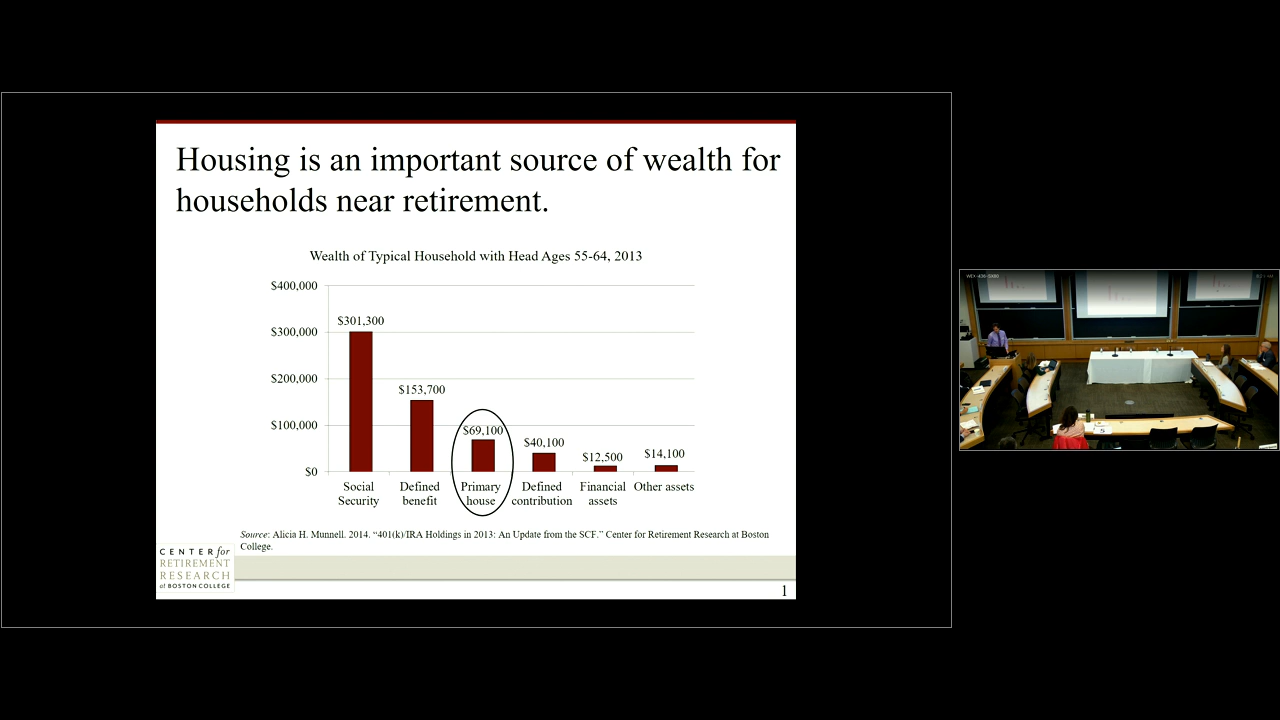 Housing is an important source of wealth for
households near retirement.
Wealth of Typical Household with Head Ages 55-64, 2013
$400,000
$300,000
$200,000
$100,000
$0
$301,300
$153,700
$69,100
$40,100
$12,500
$14,100
Social
Security
Defined
benefit
Primary
house
Defined
contribution
Financial
assets
Other assets
Source: Alicia H. Munnell. 2014. “401(k)/IRA Holdings in 2013: An Update from the SCF.” Center for Retirement Research at Boston
College.
CENTER for
RETIREMENT
RESEARCH
at BOSTON COLLEGE
1